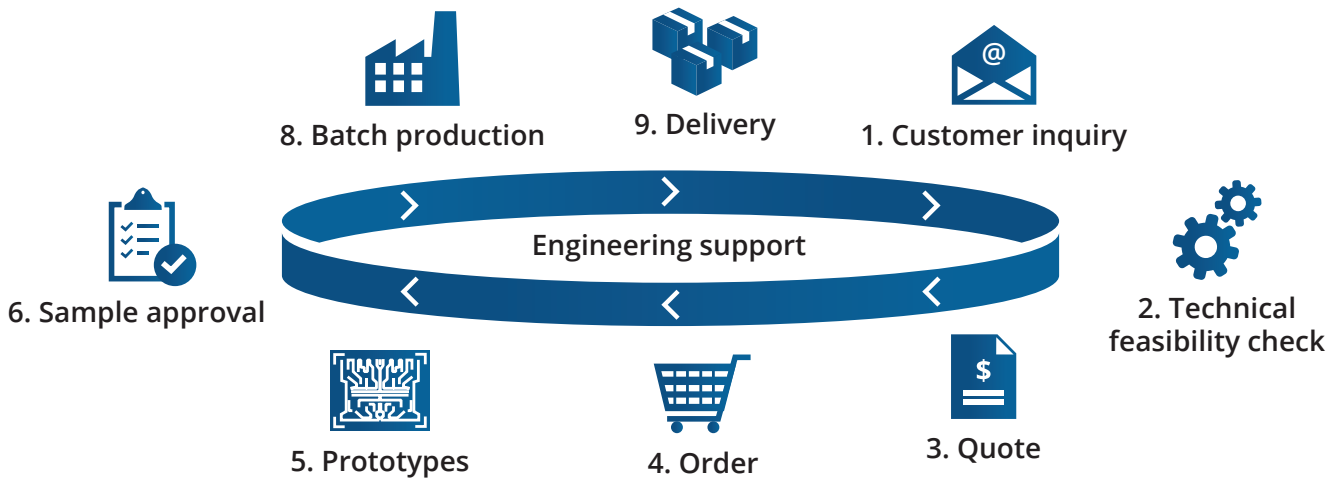 @
8. Batch production
9. Delivery
1. Customer inquiry
Engineering support
6. Sample approval
2. Technical
feasibility check
$
5. Prototypes
4. Order
3. Quote